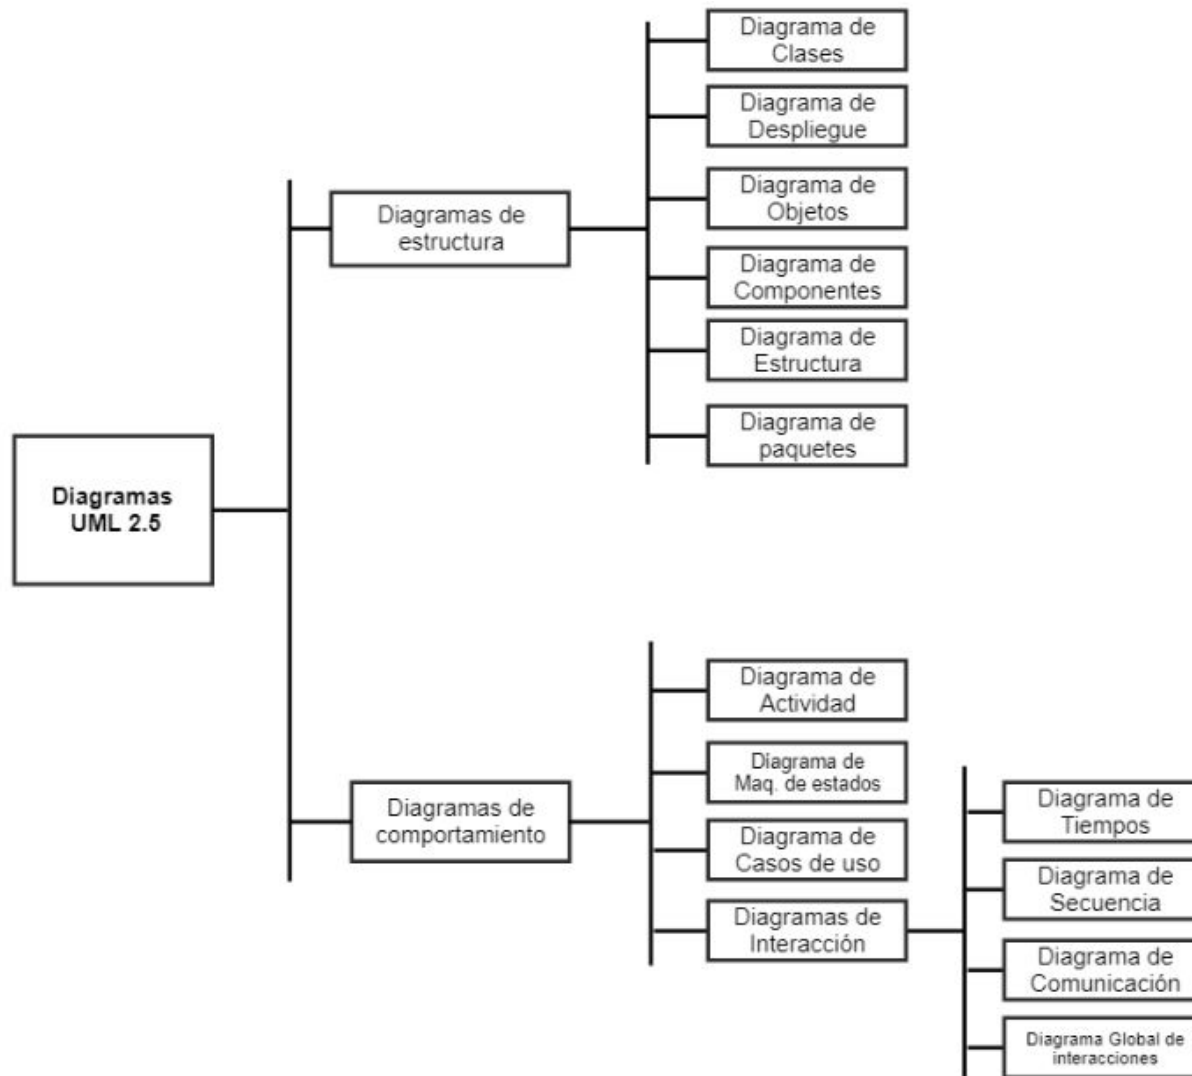 Diagrama de
Clases
Diagrama de
Despliegue
Diagramas de
estructura
Diagrama de
Objetos
Diagrama de
Componentes
Diagrama de
Estructura
Diagrama de
paquetes
Diagramas
UML 2.5
Diagrama de
Actividad
Diagrama de
Maq. de estados
Diagramas de
comportamiento
Diagrama de
Casos de uso
Diagramas de
Interacción
Diagrama de
Tiempos
Diagrama de
Secuencia
Diagrama de
Comunicación
Diagrama Global de
interacciones